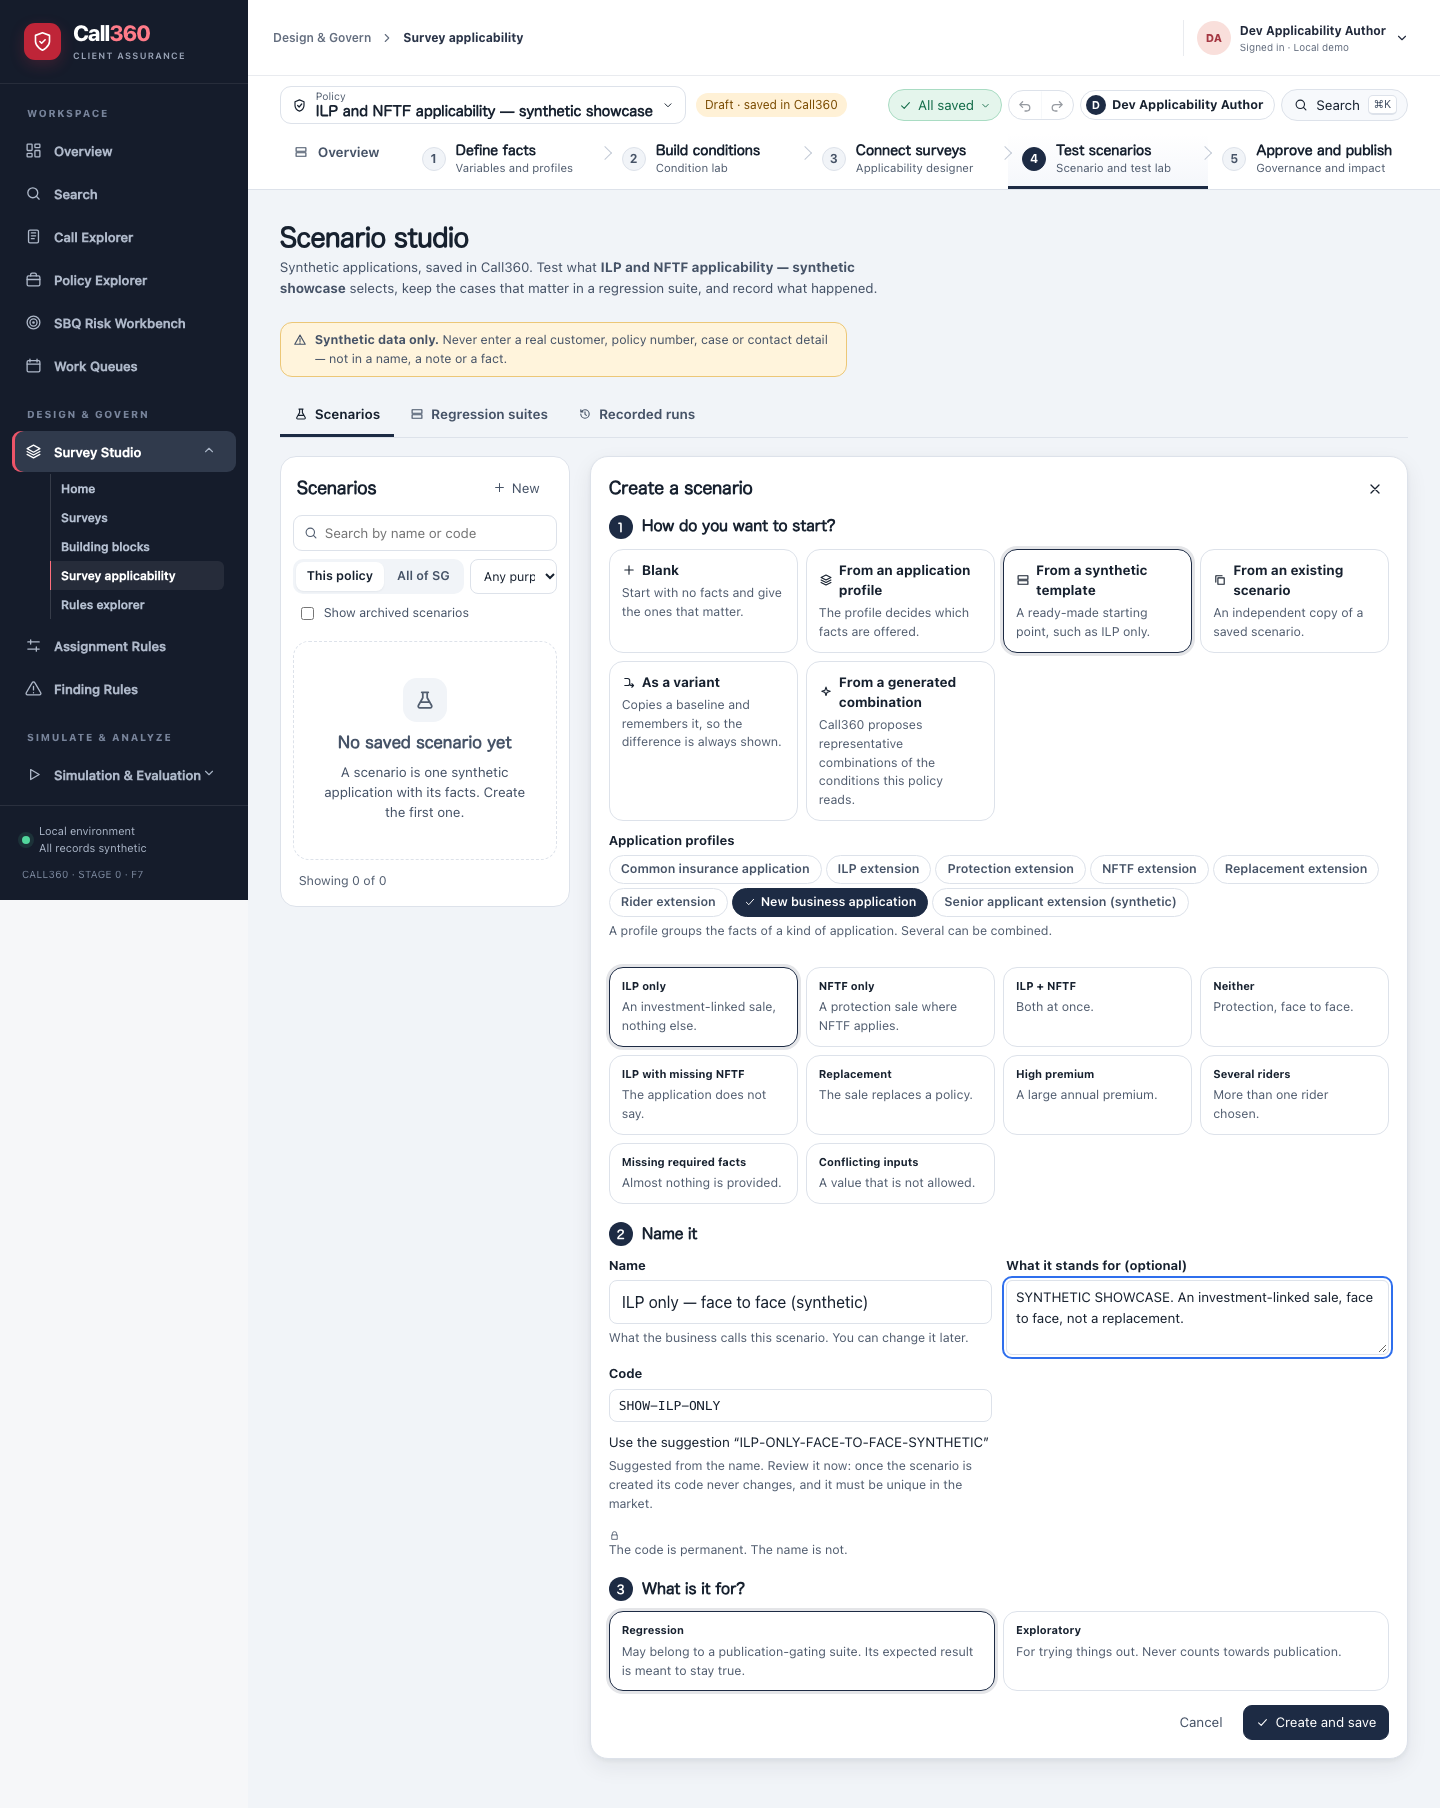 Call360
CLIENT ASSURANCE
WORKSPACE
Overview
Search
Call Explorer
Policy Explorer
SBQ Risk Workbench
Work Queues
DESIGN & GOVERN
Survey Studio
Home
Surveys
Building blocks
Survey applicability
Rules explorer
Assignment Rules
Finding Rules
SIMULATE & ANALYZE
Simulation & Evaluation
Local environment
All records synthetic
CALL360 · STAGE 0 · F7
Design & Govern
Survey applicability
DA
Dev Applicability Author
Signed in · Local demo
Policy
ILP and NFTF applicability — synthetic showcase
Draft · saved in Call360
All saved
D
Dev Applicability Author
Search
⌘K
Overview
1
Define facts
Variables and profiles
2
Build conditions
Condition lab
3
Connect surveys
Applicability designer
4
Test scenarios
Scenario and test lab
5
Approve and publish
Governance and impact
Scenario studio
Synthetic applications, saved in Call360. Test what ILP and NFTF applicability — synthetic
showcase selects, keep the cases that matter in a regression suite, and record what happened.
Synthetic data only. Never enter a real customer, policy number, case or contact detail
— not in a name, a note or a fact.
Scenarios
Regression suites
Recorded runs
Scenarios
New
Search by name or code
This policy
All of SG
Any purp
Show archived scenarios
No saved scenario yet
A scenario is one synthetic
application with its facts. Create
the first one.
Showing 0 of 0
Create a scenario
1
How do you want to start?
Blank
Start with no facts and give
the ones that matter.
From an application
profile
The profile decides which
facts are offered.
From a synthetic
template
A ready-made starting
point, such as ILP only.
From an existing
scenario
An independent copy of a
saved scenario.
As a variant
Copies a baseline and
remembers it, so the
difference is always shown.
From a generated
combination
Call360 proposes
representative
combinations of the
conditions this policy
reads.
Application profiles
Common insurance application
ILP extension
Protection extension
NFTF extension
Replacement extension
Rider extension
New business application
Senior applicant extension (synthetic)
A profile groups the facts of a kind of application. Several can be combined.
ILP only
An investment-linked sale,
nothing else.
NFTF only
A protection sale where
NFTF applies.
ILP + NFTF
Both at once.
Neither
Protection, face to face.
ILP with missing NFTF
The application does not
say.
Replacement
The sale replaces a policy.
High premium
A large annual premium.
Several riders
More than one rider
chosen.
Missing required facts
Almost nothing is provided.
Conflicting inputs
A value that is not allowed.
2
Name it
Name
ILP only — face to face (synthetic)
What the business calls this scenario. You can change it later.
What it stands for (optional)
SYNTHETIC SHOWCASE. An investment-linked sale, face
to face, not a replacement.
Code
SHOW-ILP-ONLY
Use the suggestion “ILP-ONLY-FACE-TO-FACE-SYNTHETIC”
Suggested from the name. Review it now: once the scenario is
created its code never changes, and it must be unique in the
market.
The code is permanent. The name is not.
3
What is it for?
Regression
May belong to a publication-gating suite. Its expected result
is meant to stay true.
Exploratory
For trying things out. Never counts towards publication.
Cancel
Create and save